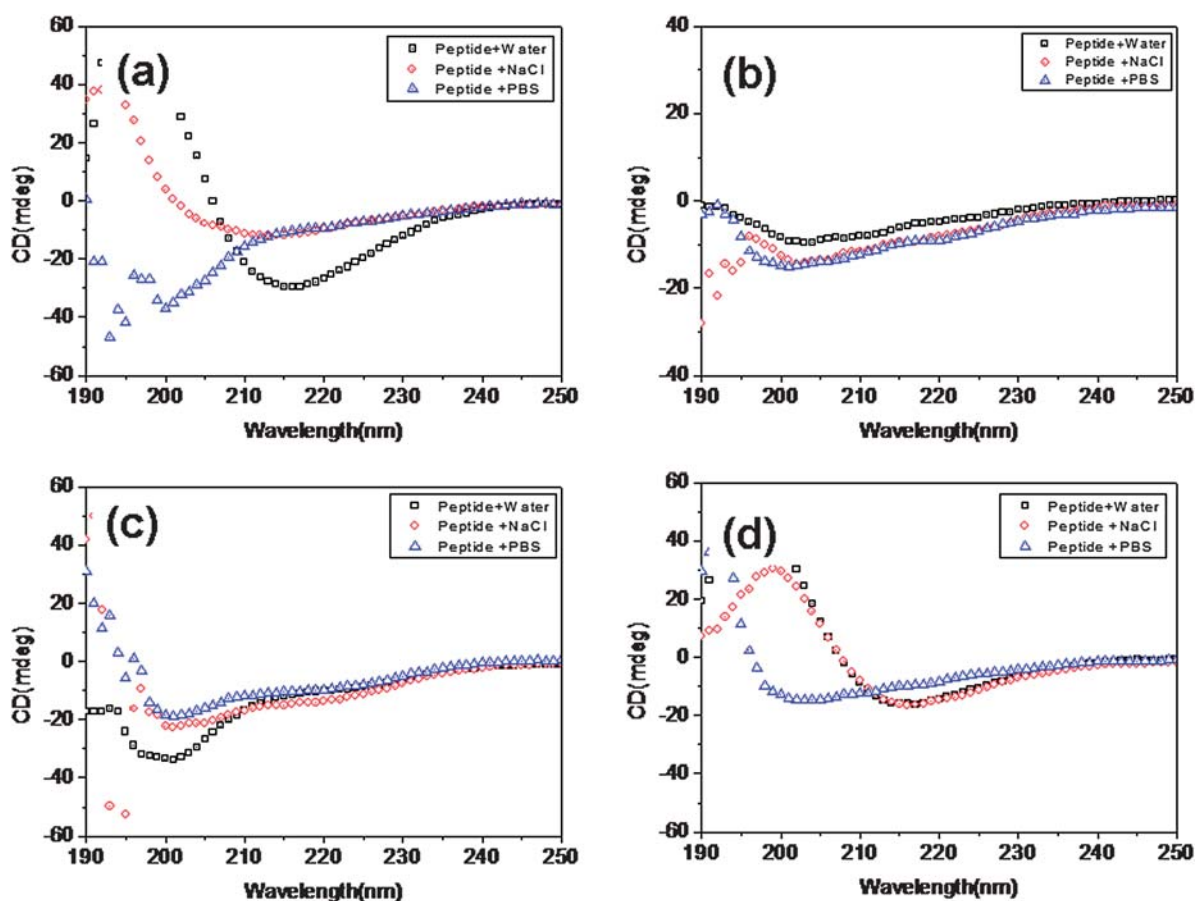 (a)
Peptide+Water
Peptide +NaCl
Peptide +PBS
60
40
20
0
-20
-40
-60
CD(mdeg)
190 200 210 220 230 240 250
Wavelength(nm)
(b)
Peptide+Water
Peptide +NaCl
Peptide +PBS
40
20
0
-20
-40
CD(mdeg)
190 200 210 220 230 240 250
Wavelength(nm)
(c)
Peptide+Water
Peptide +NaCl
Peptide +PBS
60
40
20
0
-20
-40
-60
CD(mdeg)
190 200 210 220 230 240 250
Wavelength(nm)
(d)
Peptide+Water
Peptide +NaCl
Peptide +PBS
60
40
20
0
-20
-40
-60
CD(mdeg)
190 200 210 220 230 240 250
Wavelength(nm)